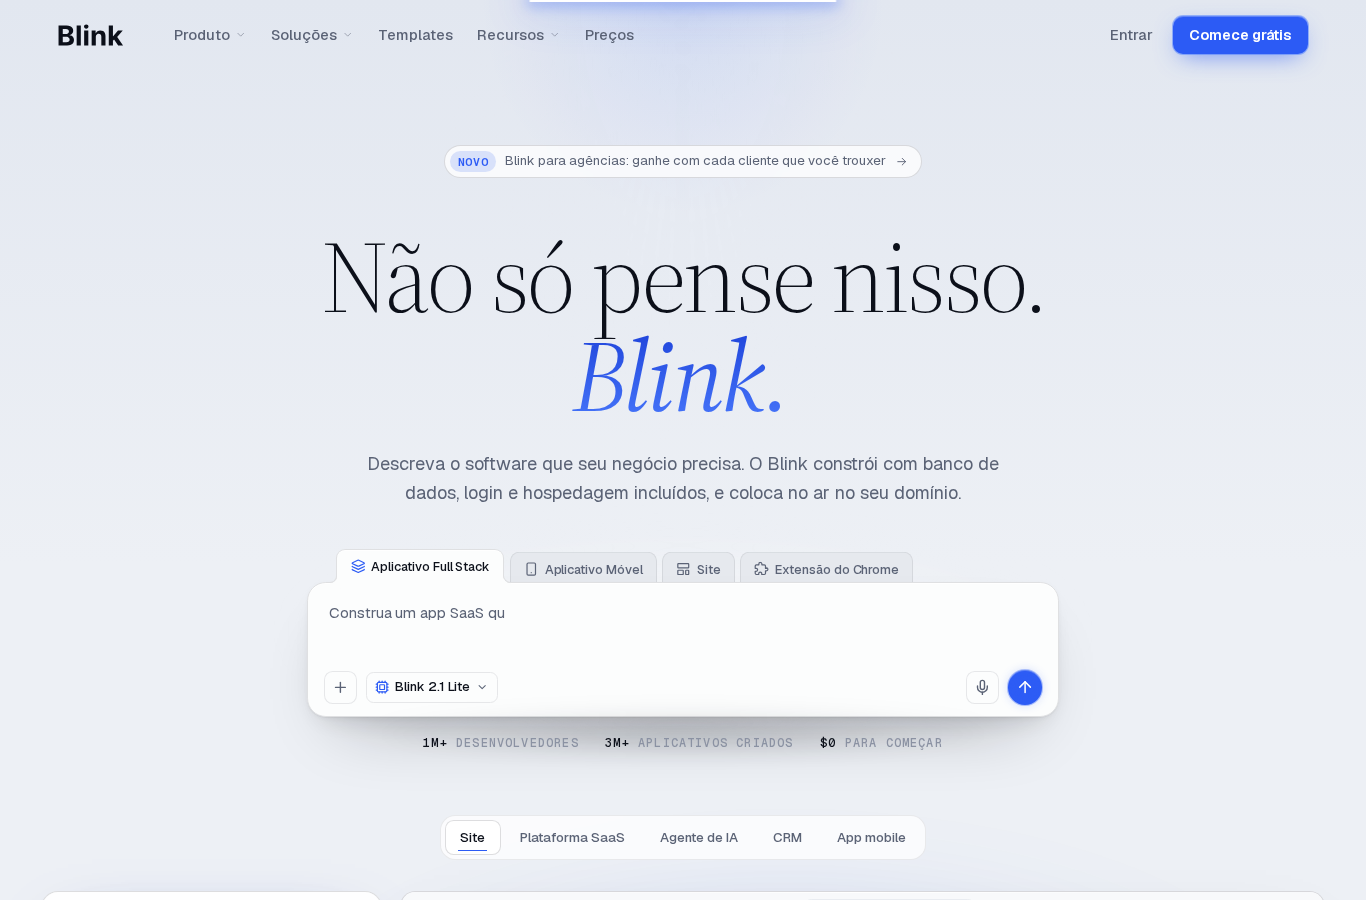 Blink
Produto
Soluções
Templates
Recursos
Preços
Entrar
Comece grátis
NOVO Blink para agências: ganhe com cada cliente que você trouxer →
Não só pense nisso.
Blink.
Descreva o software que seu negócio precisa. O Blink constrói com banco de
dados, login e hospedagem incluídos, e coloca no ar no seu domínio.
Aplicativo Full Stack
Aplicativo Móvel
Site
Extensão do Chrome
Construa um app SaaS qu
Blink 2.1 Lite
1M+ DESENVOLVEDORES
3M+ APLICATIVOS CRIADOS
$0 PARA COMEÇAR
Site
Plataforma SaaS
Agente de IA
CRM
App mobile